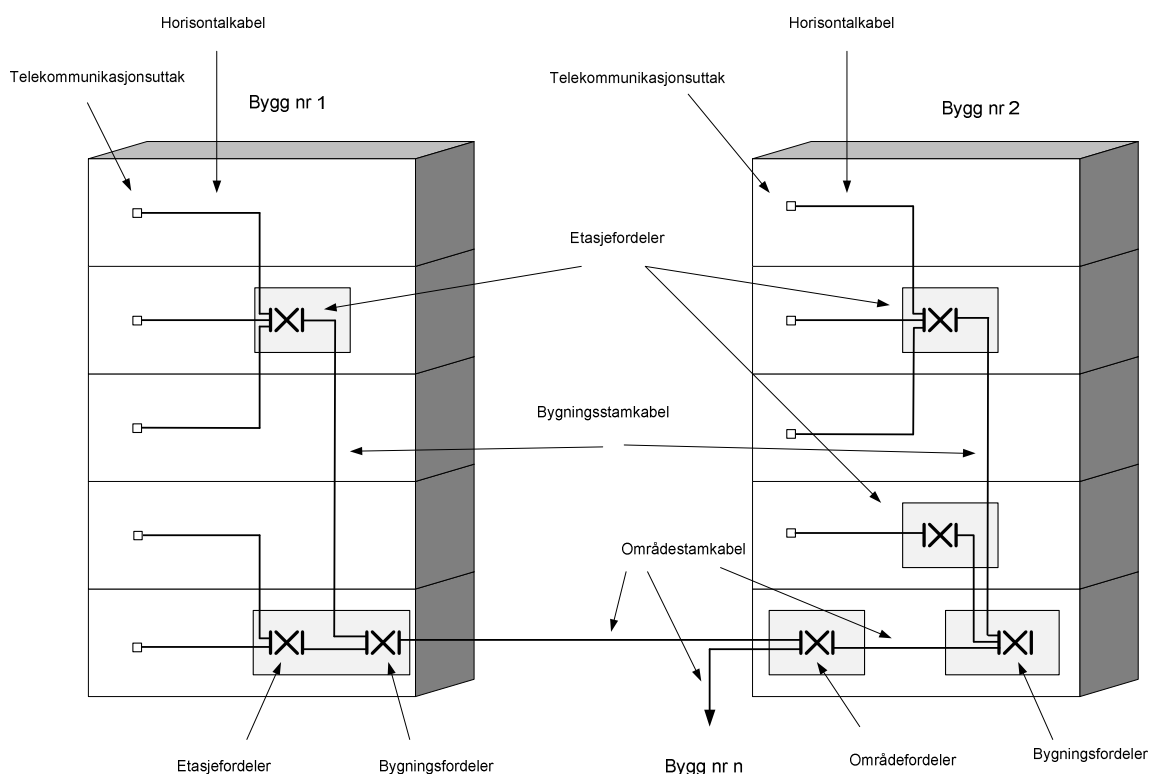 Horisontalkabel
Horisontalkabel
Telekommunikasjonsuttak
Telekommunikasjonsuttak
Bygg nr 1
Bygg nr 2
Etasjefordeler
Bygningsstamkabel
Områdestamkabel
Etasjefordeler
Bygningsfordeler
Bygg nr n
Områdefordeler
Bygningsfordeler